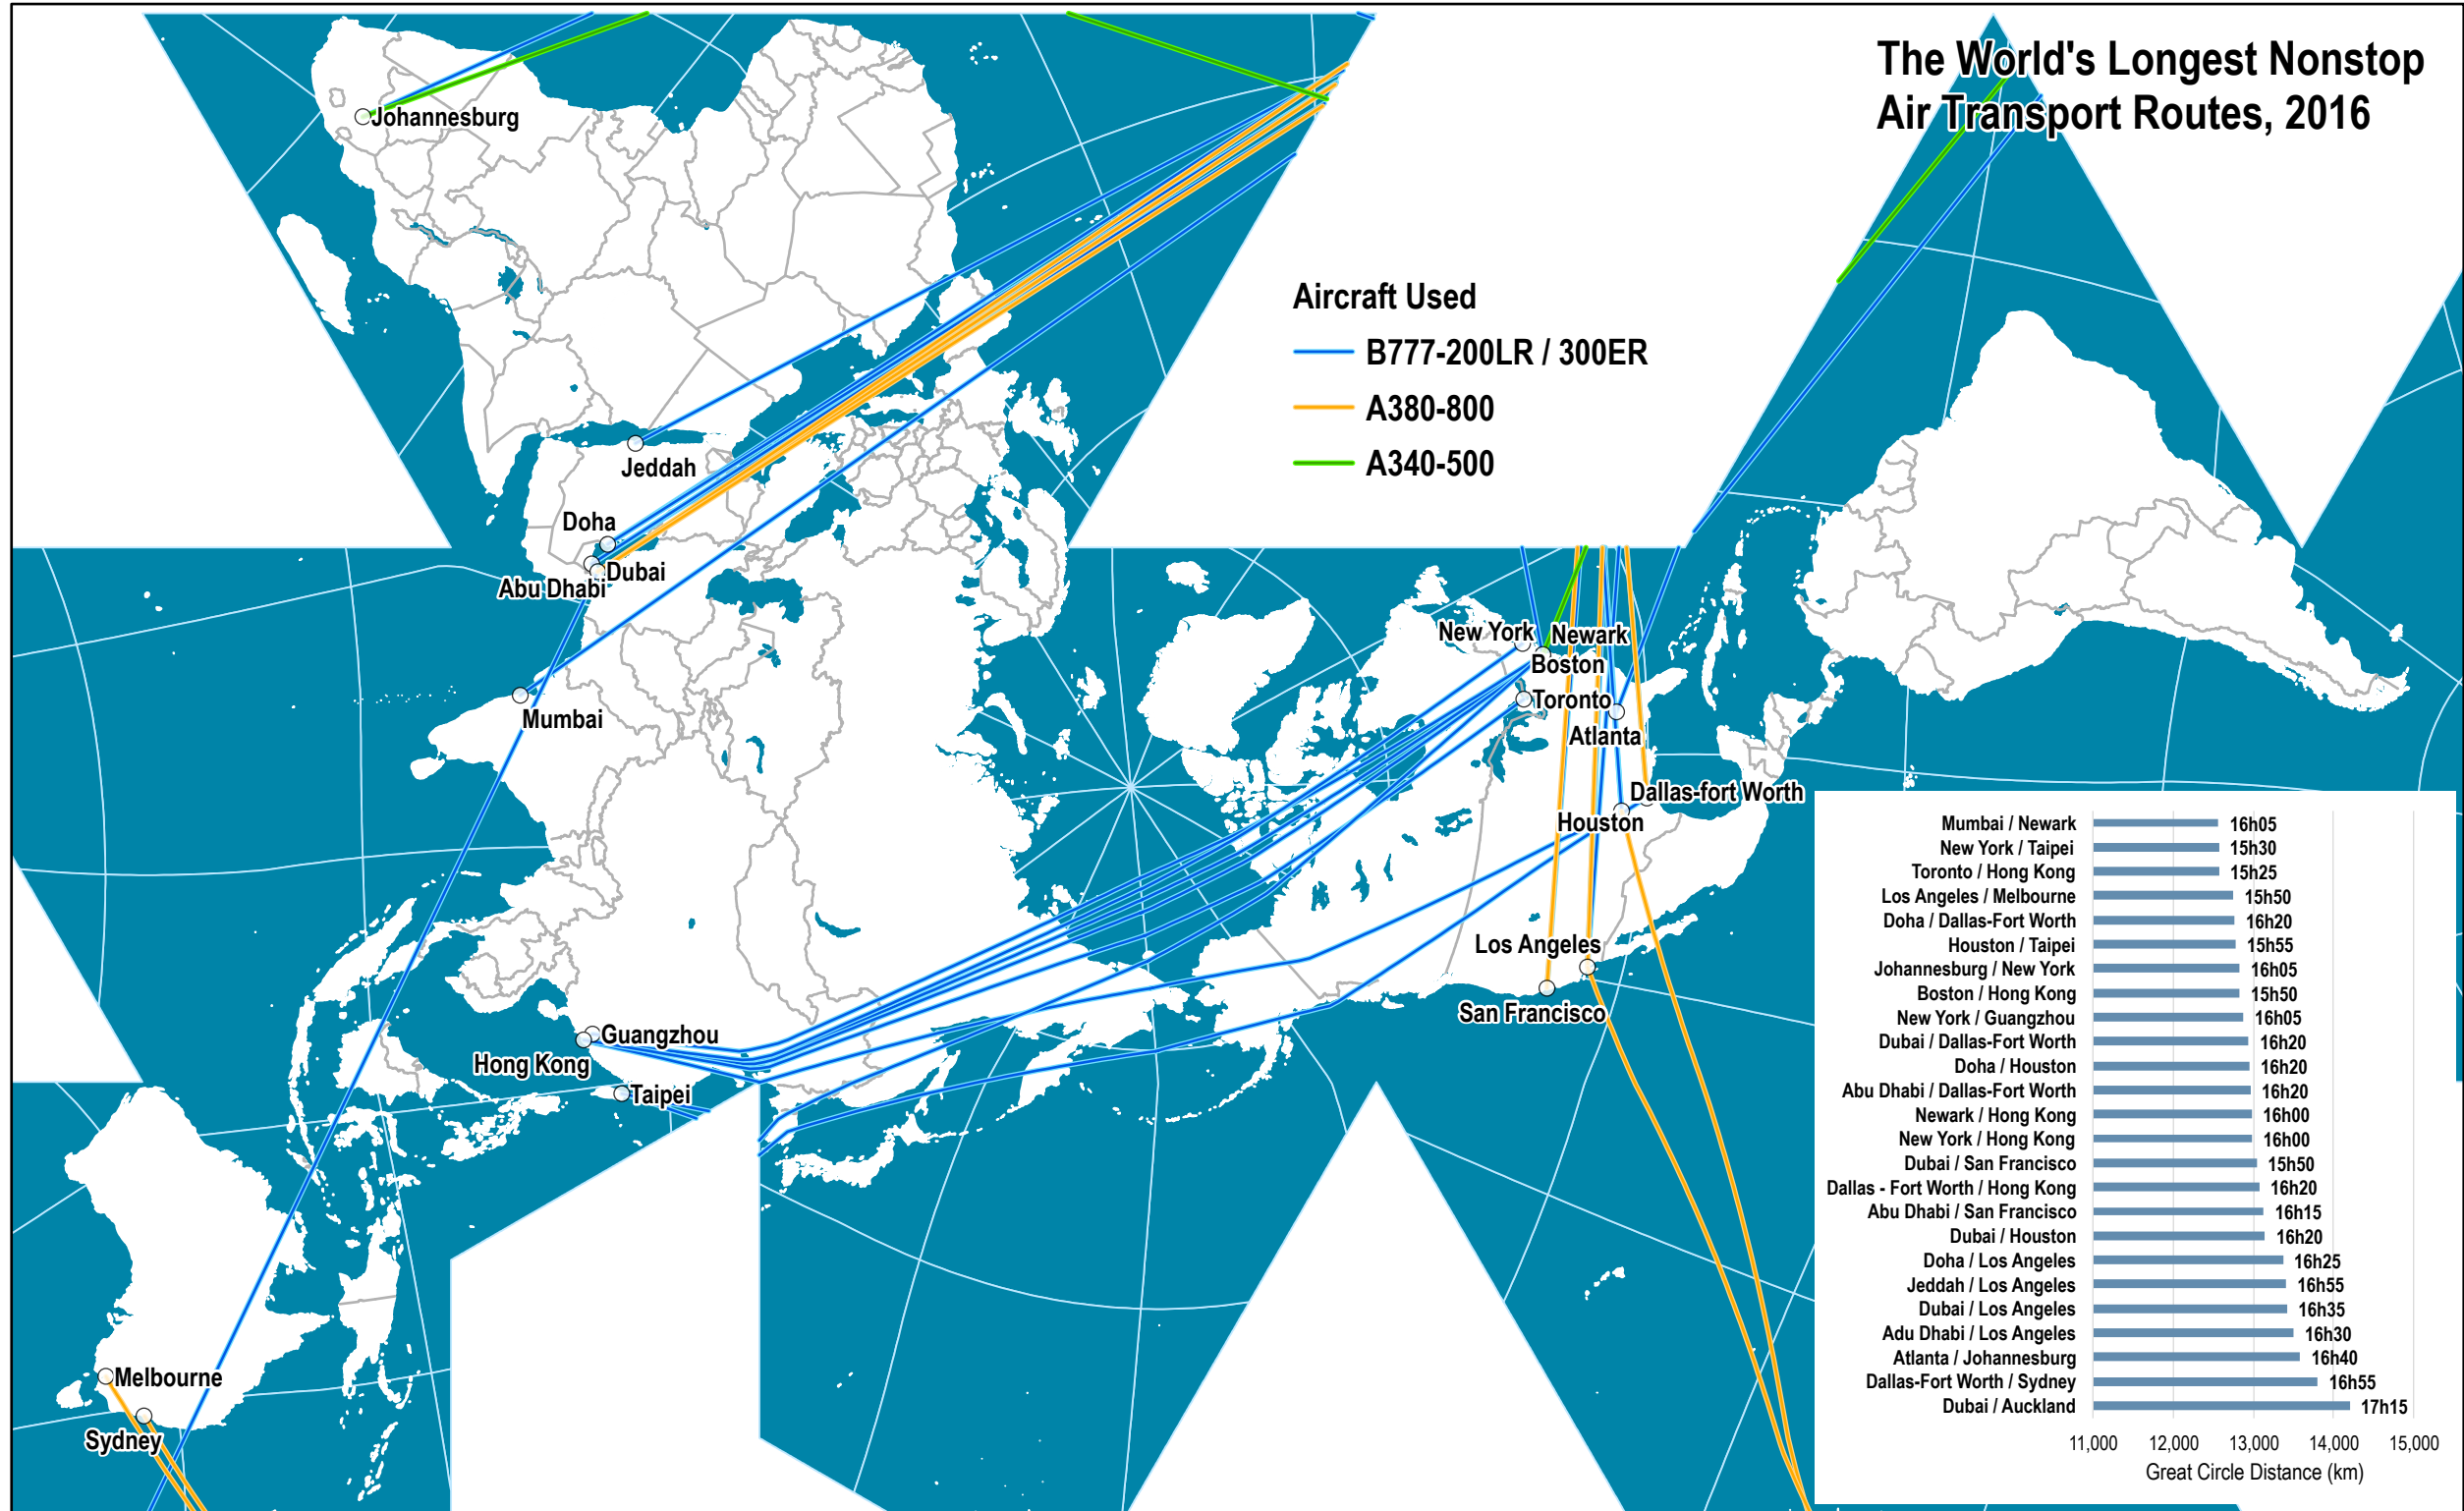 The World's Longest Nonstop
Air Transport Routes, 2016
Johannesburg
Aircraft Used
B777-200LR / 300ER
A380-800
A340-500
Jeddah
Doha
Dubai
Abu Dhabi
Mumbai
New York
Newark
Boston
Toronto
Atlanta
Dallas-fort Worth
Houston
Los Angeles
San Francisco
Guangzhou
Hong Kong
Taipei
Melbourne
Sydney
Mumbai / Newark 16h05
New York / Taipei 15h30
Toronto / Hong Kong 15h25
Los Angeles / Melbourne 15h50
Doha / Dallas-Fort Worth 16h20
Houston / Taipei 15h55
Johannesburg / New York 16h05
Boston / Hong Kong 15h50
New York / Guangzhou 16h05
Dubai / Dallas-Fort Worth 16h20
Doha / Houston 16h20
Abu Dhabi / Dallas-Fort Worth 16h20
Newark / Hong Kong 16h00
New York / Hong Kong 16h00
Dubai / San Francisco 15h50
Dallas - Fort Worth / Hong Kong 16h20
Abu Dhabi / San Francisco 16h15
Dubai / Houston 16h20
Doha / Los Angeles 16h25
Jeddah / Los Angeles 16h55
Dubai / Los Angeles 16h35
Adu Dhabi / Los Angeles 16h30
Atlanta / Johannesburg 16h40
Dallas-Fort Worth / Sydney 16h55
Dubai / Auckland 17h15
11,000 12,000 13,000 14,000 15,000
Great Circle Distance (km)